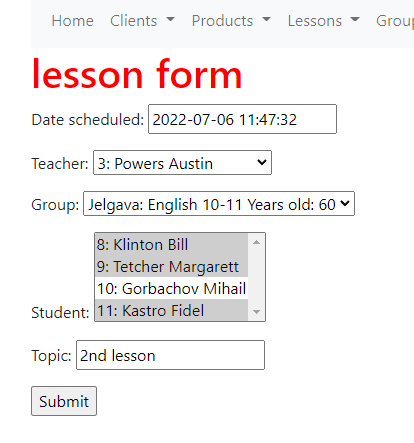 Home Clients Products Lessons Group
lesson form
Date scheduled: 2022-07-06 11:47:32
Teacher: 3: Powers Austin
Group: Jelgava: English 10-11 Years old: 60
8: Klinton Bill
9: Tetcher Margarett
10: Gorbachov Mihail
Student: 11: Kastro Fidel
Topic: 2nd lesson
Submit